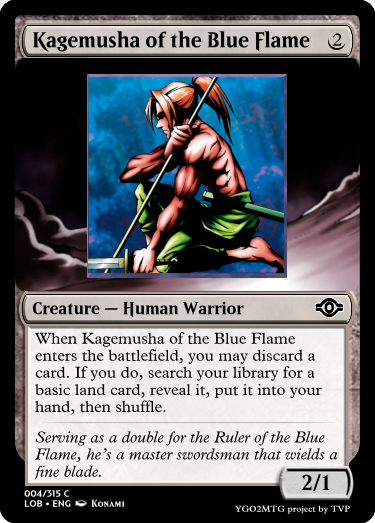 Kagemusha of the Blue Flame 2
Creature — Human Warrior
When Kagemusha of the Blue Flame
enters the battlefield, you may discard a
card. If you do, search your library for a
basic land card, reveal it, put it into your
hand, then shuffle.
Serving as a double for the Ruler of the Blue
Flame, he's a master swordsman that wields a
fine blade.
2/1
004/315 C
LOB • ENG Konami
YGO2MTG project by TVP